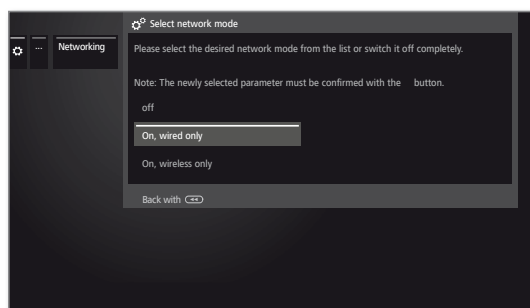 Select network mode
... Networking
Please select the desired network mode from the list or switch it off completely.
Note: The newly selected parameter must be confirmed with the button.
off
On, wired only
On, wireless only
Back with